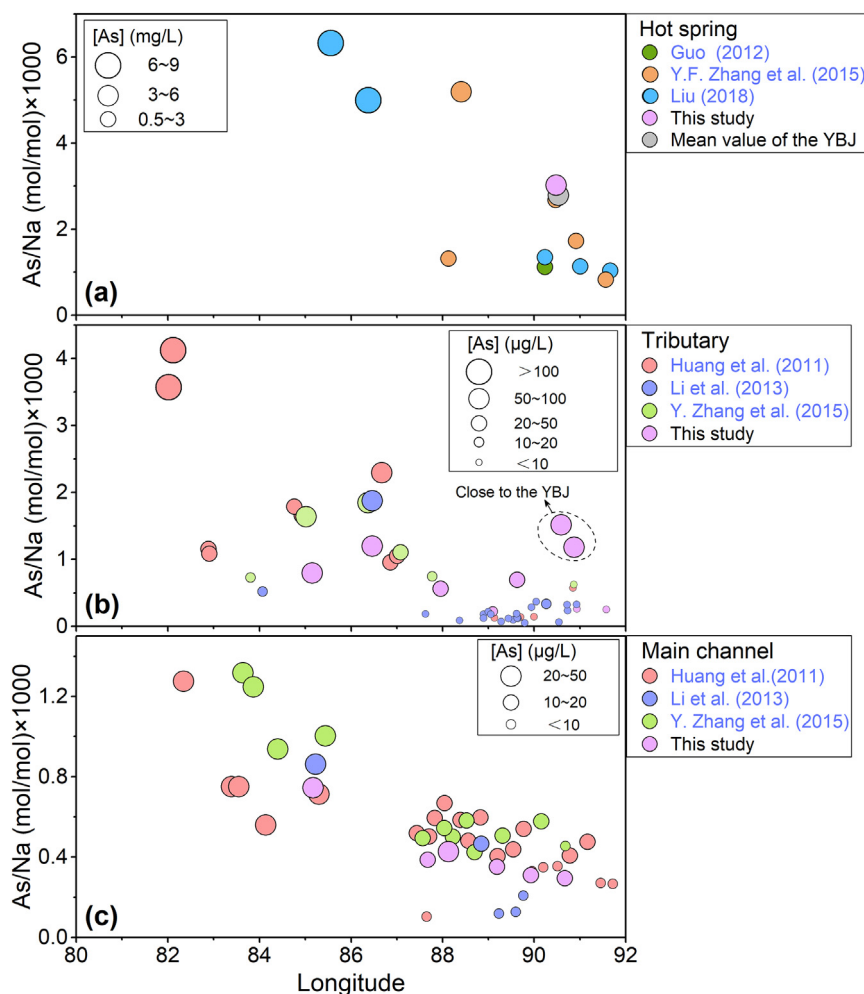 [As] (mg/L)
6~9
3~6
0.5~3
Hot spring
Guo (2012)
Y.F. Zhang et al. (2015)
Liu (2018)
This study
Mean value of the YBJ
As/Na (mol/mol)×1000
6
4
2
0
(a)
[As] (μg/L)
>100
50~100
20~50
10~20
<10
Close to the YBJ
Tributary
Huang et al. (2011)
Li et al. (2013)
Y. Zhang et al. (2015)
This study
As/Na (mol/mol)×1000
4
3
2
1
0
(b)
[As] (μg/L)
20~50
10~20
<10
Main channel
Huang et al.(2011)
Li et al. (2013)
Y. Zhang et al. (2015)
This study
As/Na (mol/mol)×1000
1.2
0.8
0.4
0.0
(c)
80 82 84 86 88 90 92
Longitude